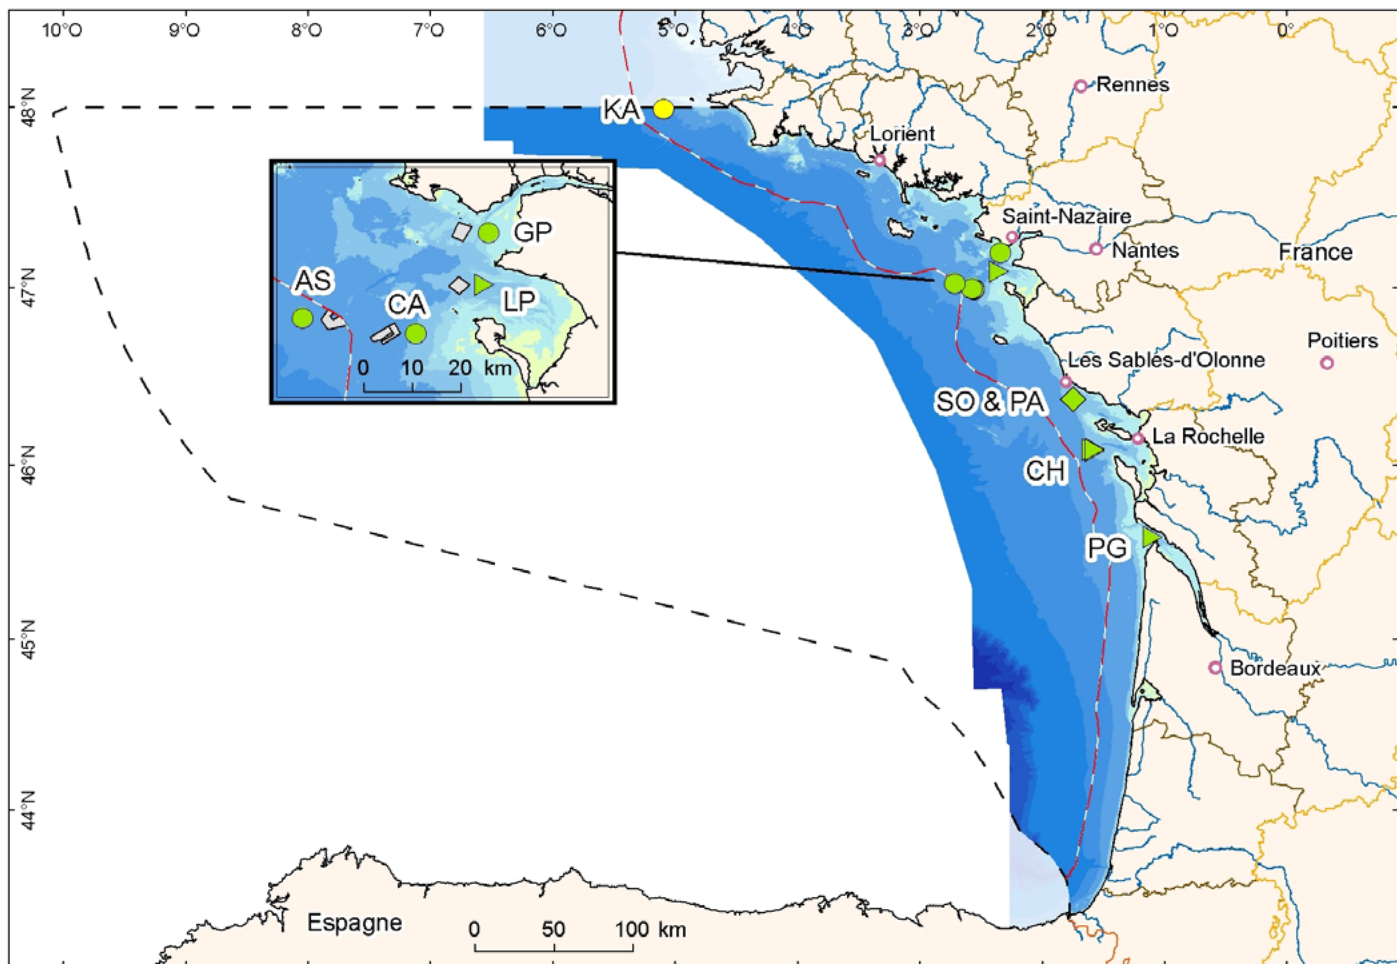 10°O 9°O 8°O 7°O 6°O 5°O 4°O 3°O 2°O 1°O 0°
48°N
KA
Rennes
Lorient
Saint-Nazaire
Nantes
France
GP
AS
CA
LP
0 10 20 km
47°N
Poitiers
Les Sables-d'Olonne
SO & PA
La Rochelle
46°N
CH
PG
45°N
Bordeaux
44°N
Espagne
0 50 100 km